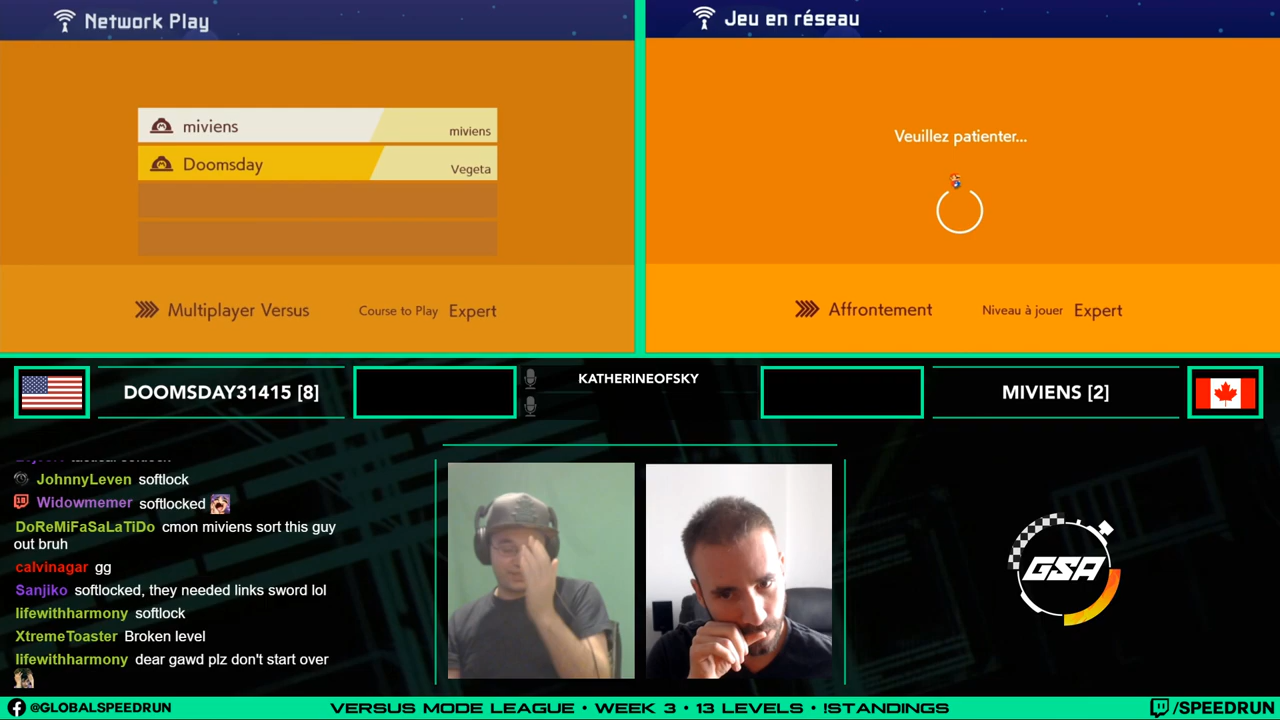 Network Play
miviens
miviens
Doomsday
Vegeta
Multiplayer Versus
Course to Play
Expert
Jeu en réseau
Veuillez patienter...
Affrontement
Niveau à jouer
Expert
DOOMSDAY31415 [8]
KATHERINEOFSKY
MIVIENS [2]
JohnnyLeven softlock
Widowmemer softlocked
DoReMiFaSaLaTiDo cmon miviens sort this guy
out bruh
calvinagar gg
Sanjiko softlocked, they needed links sword lol
lifewithharmony softlock
XtremeToaster Broken level
lifewithharmony dear gawd plz don't start over
GSA
@GLOBALSPEEDRUN
VERSUS MODE LEAGUE • WEEK 3 • 13 LEVELS • !STANDINGS
/SPEEDRUN